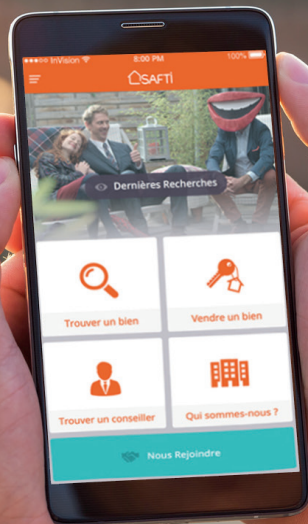 InVision 8:00 PM 100%
SAFTI
Dernières Recherches
Trouver un bien
Vendre un bien
Trouver un conseiller
Qui sommes-nous ?
Nous Rejoindre